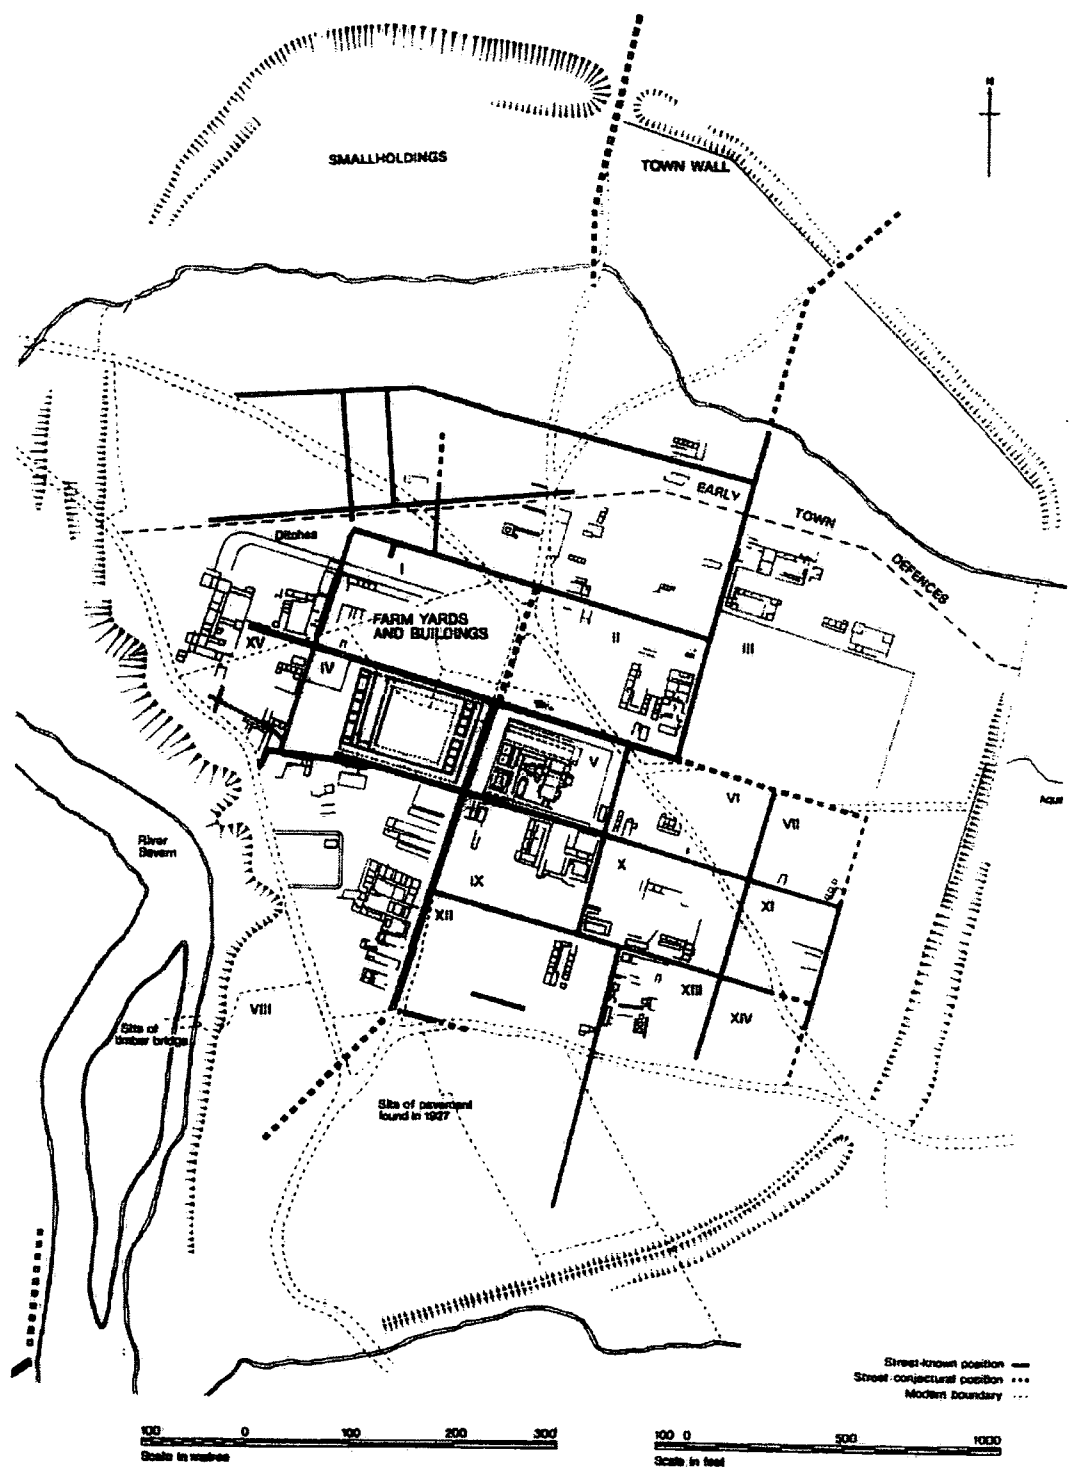 N
SMALLHOLDINGS
TOWN WALL
EARLY
TOWN
DEFENCES
Ditches
I
FARM YARDS
AND BUILDINGS
II
III
XV
IV
V
VI
VII
River
Severn
Aque
IX
X
XI
XII
XIII
XIV
VIII
Site of
timber bridge
Site of pavement
found in 1927
Street-known position
Street-conjectural position
Modern boundary
100 0 100 200 300
Scale in metres
100 0 500 1000
Scale in feet